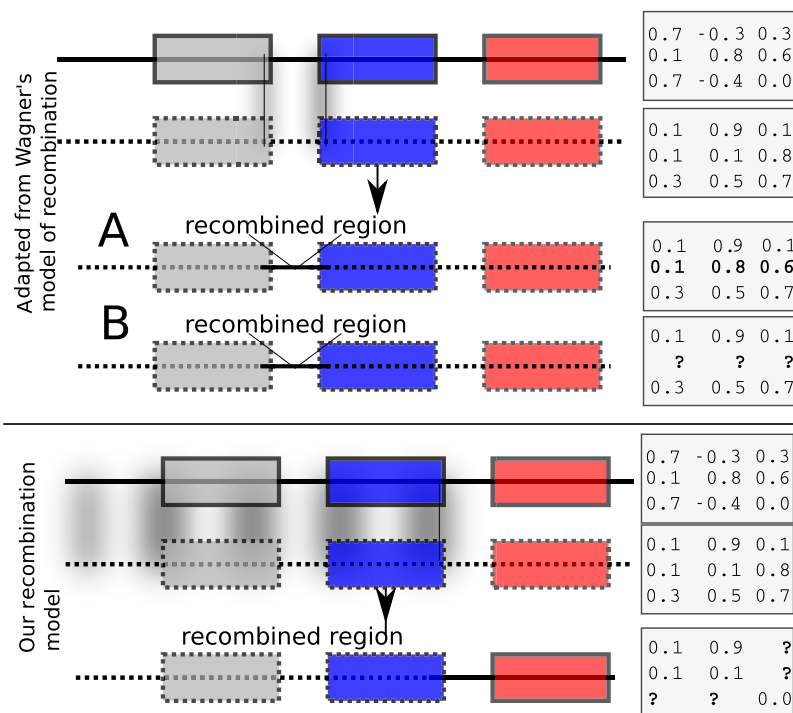 Adapted from Wagner's
model of recombination
0.7 -0.3 0.3
0.1 0.8 0.6
0.7 -0.4 0.0
0.1 0.9 0.1
0.1 0.1 0.8
0.3 0.5 0.7
A
recombined region
0.1 0.9 0.1
0.1 0.8 0.6
0.3 0.5 0.7
B
recombined region
0.1 0.9 0.1
? ? ?
0.3 0.5 0.7
Our recombination
model
0.7 -0.3 0.3
0.1 0.8 0.6
0.7 -0.4 0.0
0.1 0.9 0.1
0.1 0.1 0.8
0.3 0.5 0.7
recombined region
0.1 0.9 ?
0.1 0.1 ?
? ? 0.0